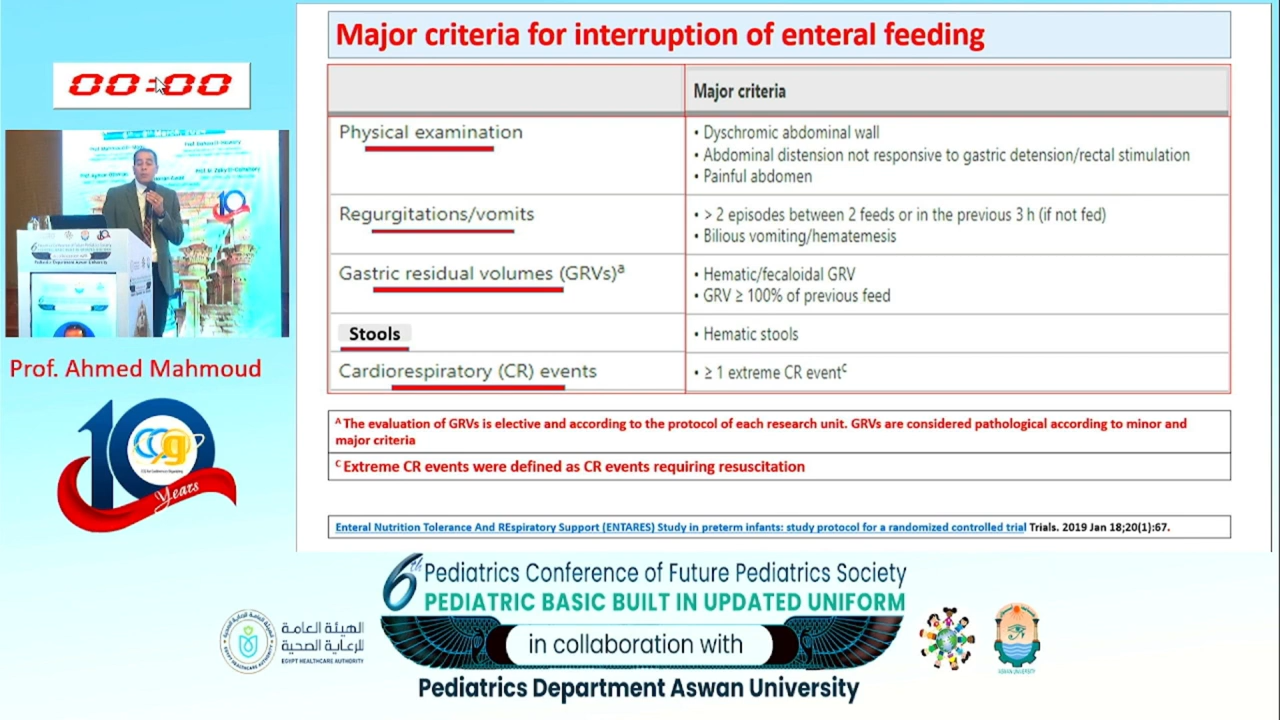 Major criteria for interruption of enteral feeding
00:00
Major criteria
Physical examination
• Dyschromic abdominal wall
• Abdominal distension not responsive to gastric detension/rectal stimulation
• Painful abdomen
Regurgitations/vomits
• > 2 episodes between 2 feeds or in the previous 3 h (if not fed)
• Bilious vomiting/hematemesis
Gastric residual volumes (GRVs)ᵃ
• Hematic/fecaloidal GRV
• GRV ≥ 100% of previous feed
Stools
• Hematic stools
Cardiorespiratory (CR) events
• ≥ 1 extreme CR eventᶜ
ᴬ The evaluation of GRVs is elective and according to the protocol of each research unit. GRVs are considered pathological according to minor and
major criteria
ᶜ Extreme CR events were defined as CR events requiring resuscitation
Enteral Nutrition Tolerance And REspiratory Support (ENTARES) Study in preterm infants: study protocol for a randomized controlled trial Trials. 2019 Jan 18;20(1):67.
Prof. Ahmed Mahmoud
10
Years
6th Pediatrics Conference of Future Pediatrics Society
PEDIATRIC BASIC BUILT IN UPDATED UNIFORM
in collaboration with
Pediatrics Department Aswan University
الهيئة العامة
للرعاية الصحية
EGYPT HEALTHCARE AUTHORITY
ASWAN UNIVERSITY